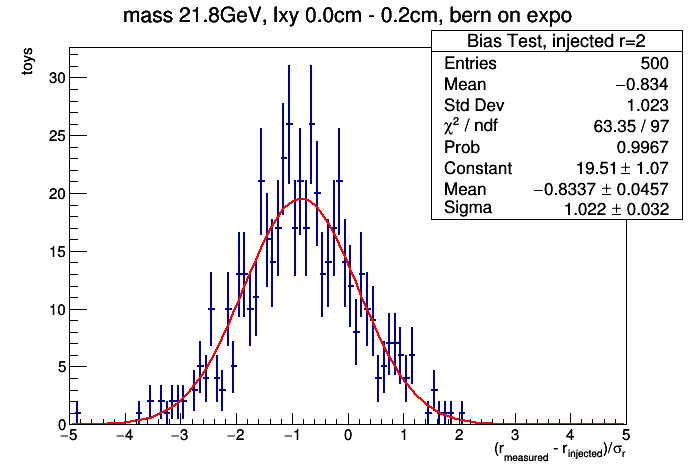 mass 21.8GeV, lxy 0.0cm - 0.2cm, bern on expo
Bias Test, injected r=2
Entries 500
Mean −0.834
Std Dev 1.023
χ² / ndf 63.35 / 97
Prob 0.9967
Constant 19.51 ± 1.07
Mean −0.8337 ± 0.0457
Sigma 1.022 ± 0.032
toys
30
25
20
15
10
5
0
−5 −4 −3 −2 −1 0 1 2 3 4 5
(r_measured - r_injected)/σ_r